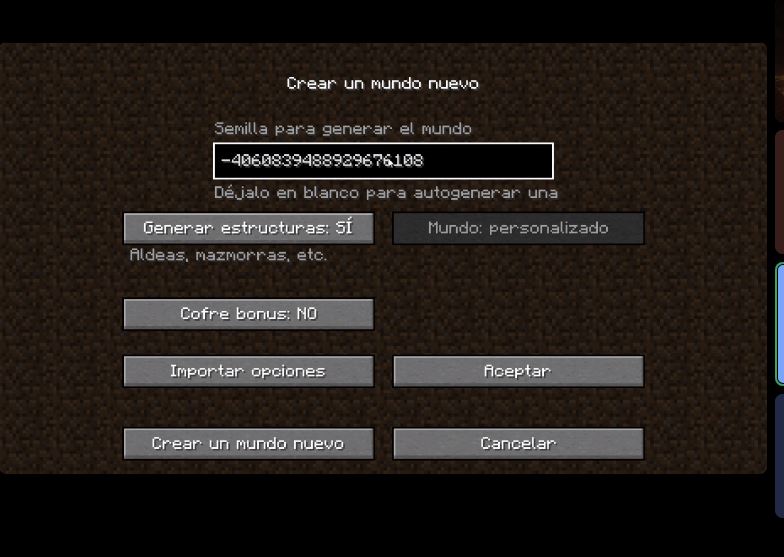 Crear un mundo nuevo
Semilla para generar el mundo
-4060839488929676108
Déjalo en blanco para autogenerar una
Generar estructuras: SÍ
Mundo: personalizado
Aldeas, mazmorras, etc.
Cofre bonus: NO
Importar opciones
Aceptar
Crear un mundo nuevo
Cancelar